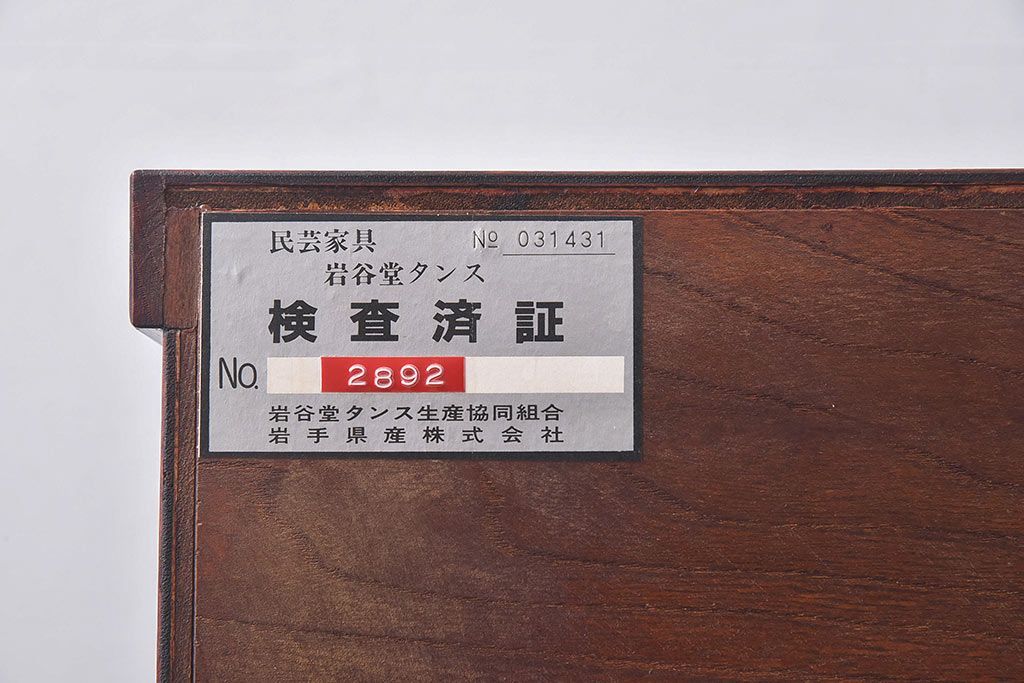 民芸家具 № 031431
岩谷堂タンス
検査済証
No. 2892
岩谷堂タンス生産協同組合
岩手県産株式会社